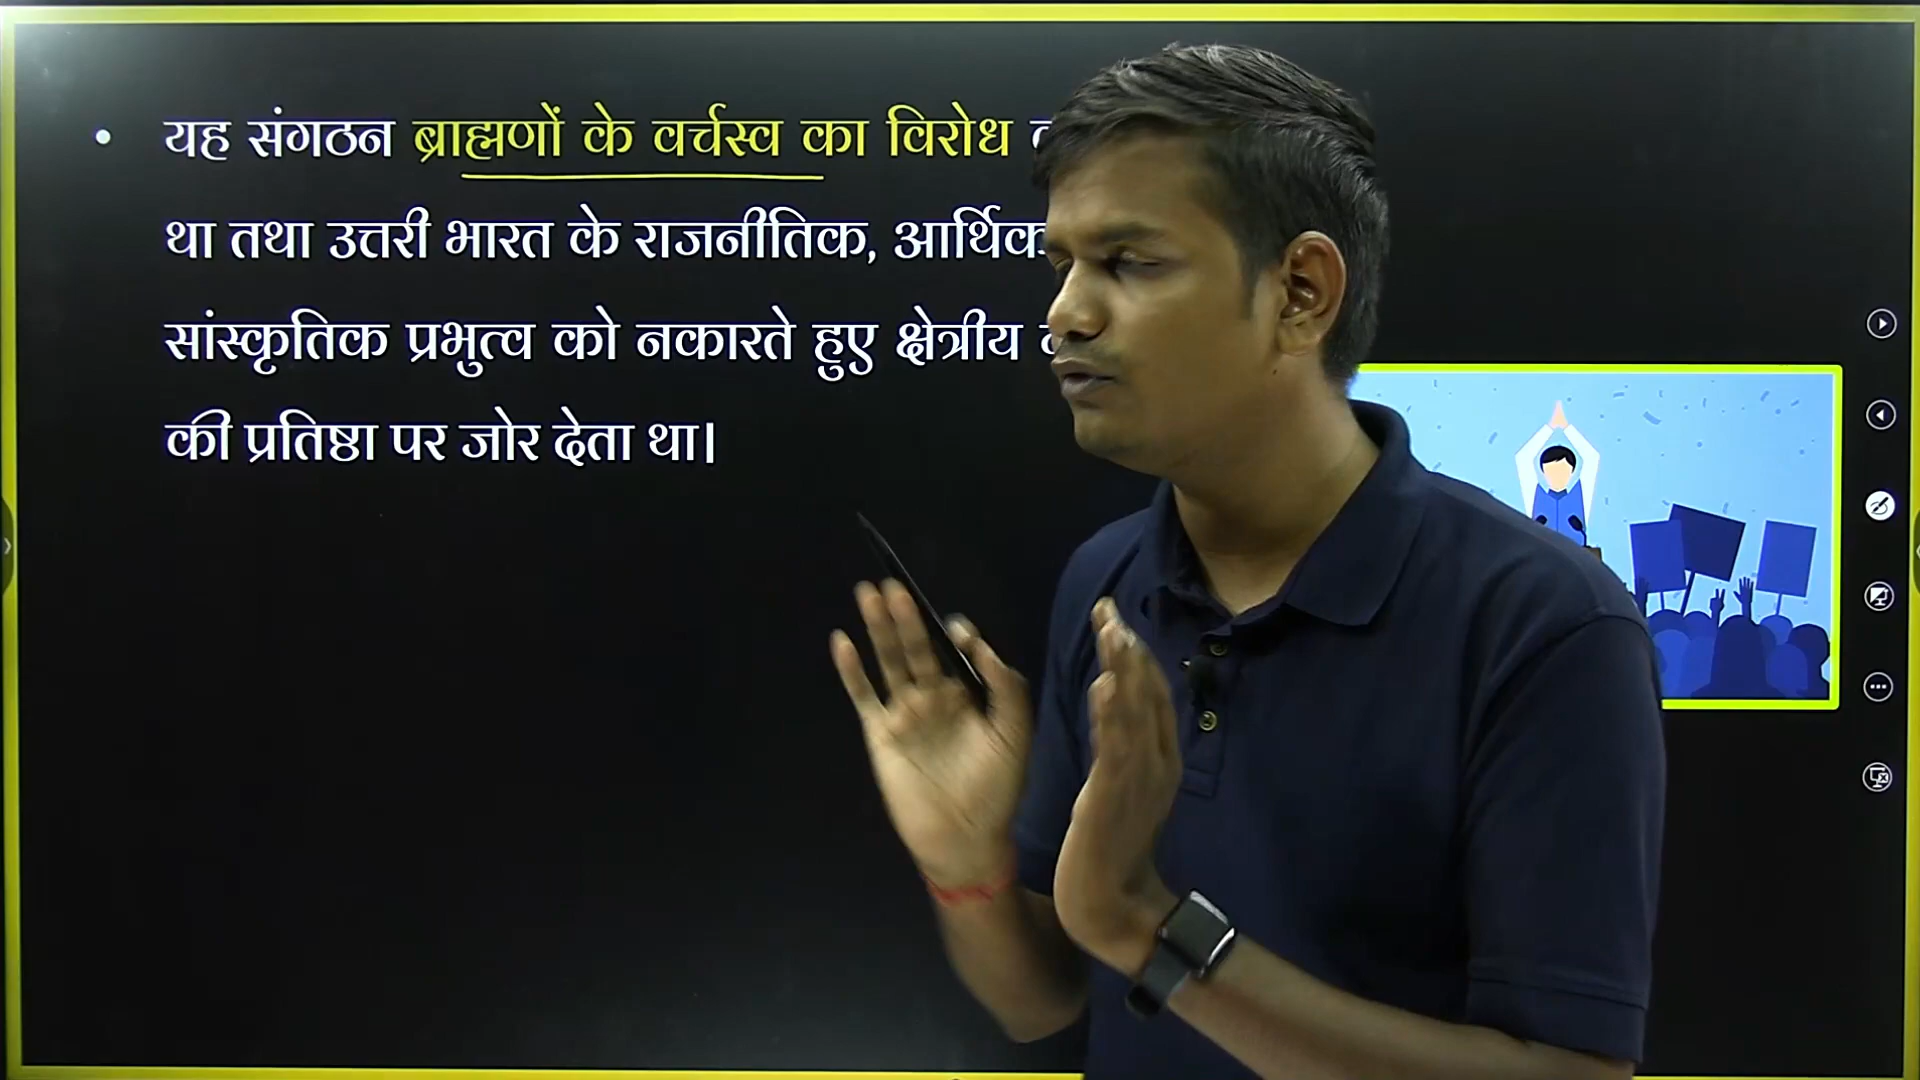 यह संगठन ब्राह्मणों के वर्चस्व का विरोध
था तथा उत्तरी भारत के राजनीतिक, आर्थिक
सांस्कृतिक प्रभुत्व को नकारते हुए क्षेत्रीय
की प्रतिष्ठा पर जोर देता था।